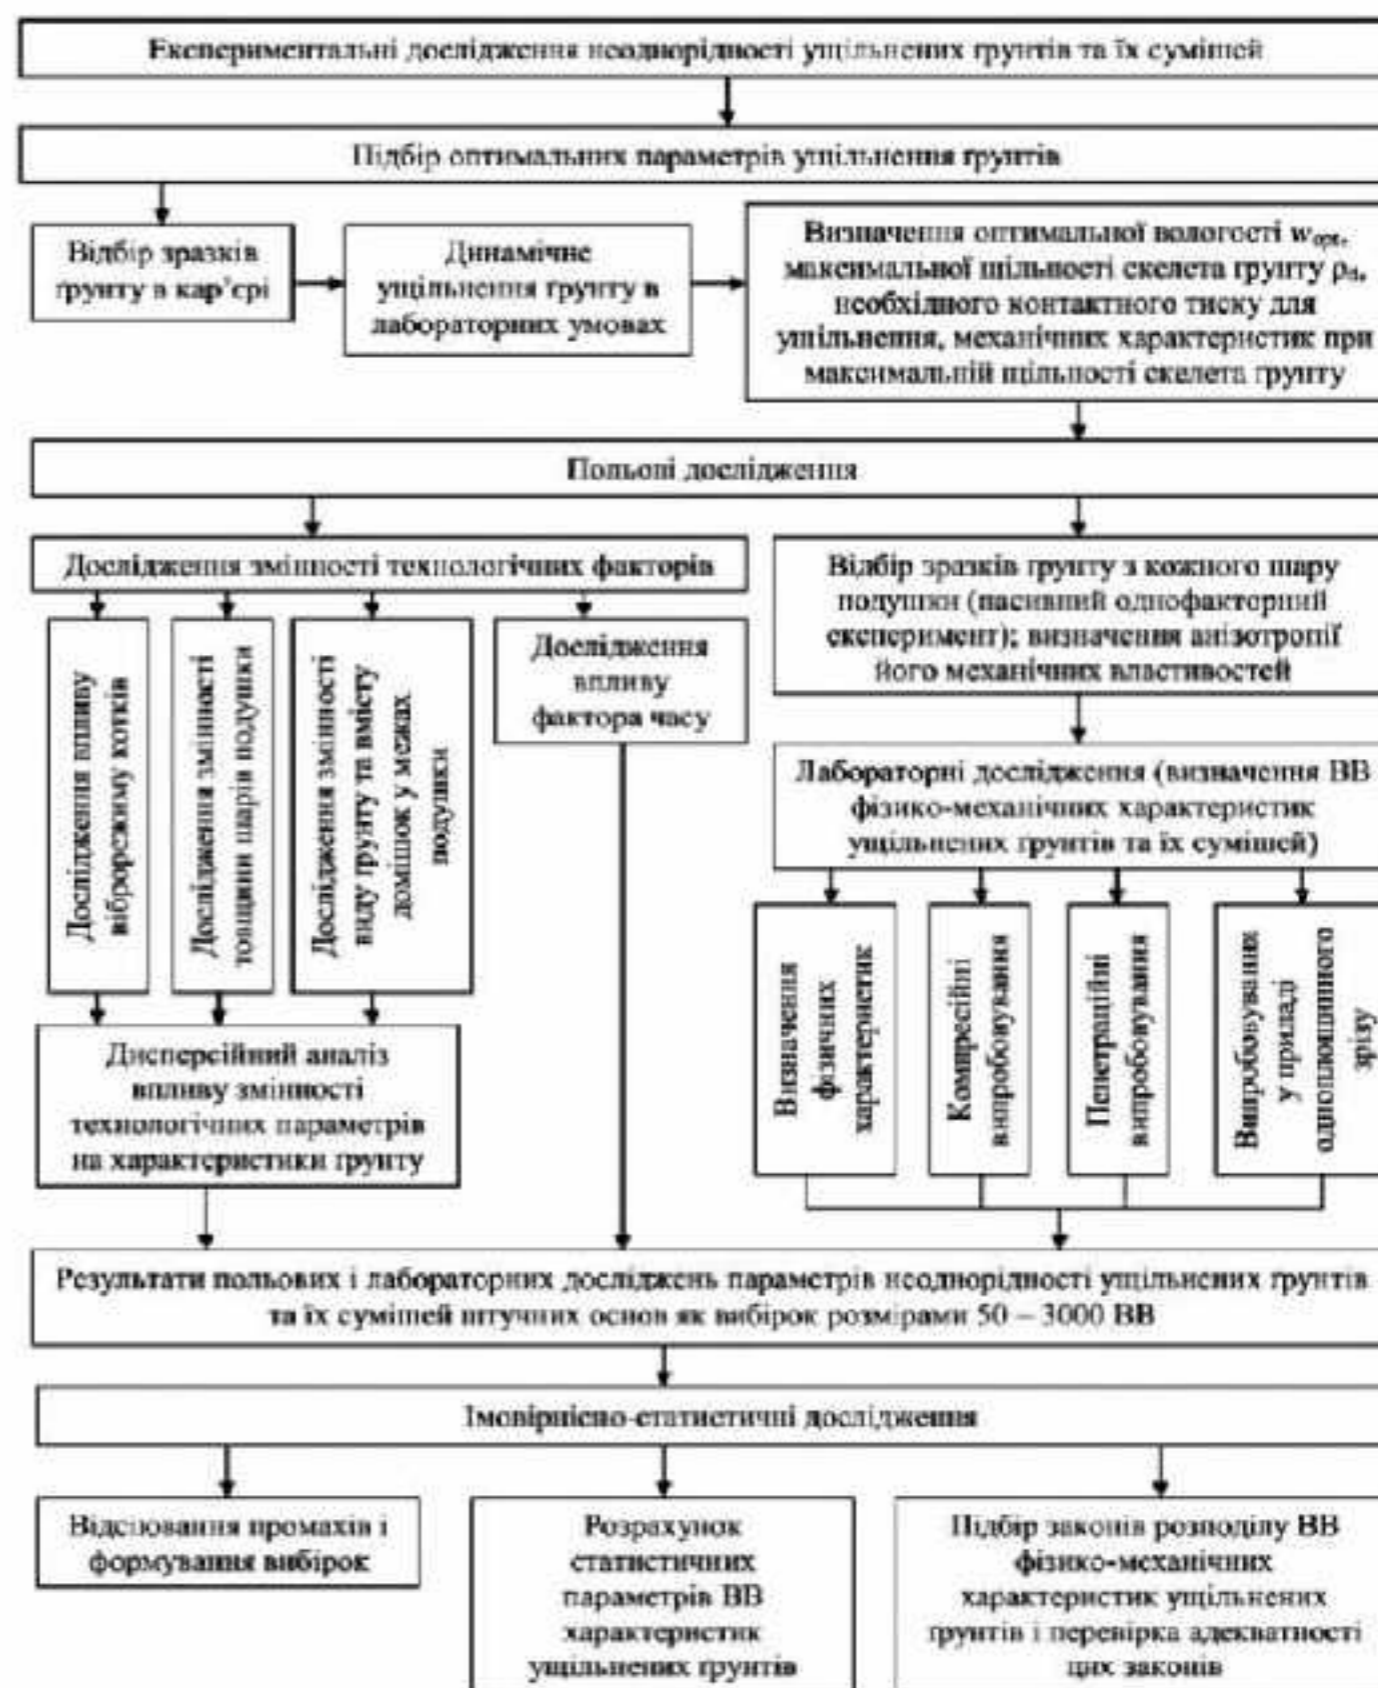 Експериментальні дослідження неоднорідності ущільнених ґрунтів та їх сумішей
Підбір оптимальних параметрів ущільнення ґрунтів
Відбір зразків
ґрунту в кар’єрі
Динамічне
ущільнення ґрунту в
лабораторних умовах
Визначення оптимальної вологості wopt,
максимальної щільності скелета ґрунту ρd,
необхідного контактного тиску для
ущільнення, механічних характеристик при
максимальній щільності скелета ґрунту
Польові дослідження
Дослідження змінності технологічних факторів
Відбір зразків ґрунту з кожного шару
подушки (пасивний однофакторний
експеримент); визначення анізотропії
його механічних властивостей
Дослідження впливу
віброрежиму котків
Дослідження змінності
товщини шарів подушки
Дослідження змінності
виду ґрунту та вмісту
домішок у межах
подушки
Дослідження
впливу
фактора часу
Лабораторні дослідження (визначення ВВ
фізико-механічних характеристик
ущільнених ґрунтів та їх сумішей)
Визначення
фізичних
характеристик
Компресійні
випробовування
Пенетраційні
випробовування
Випробовування
у приладі
одноплощинного
зрізу
Дисперсійний аналіз
впливу змінності
технологічних параметрів
на характеристики ґрунту
Результати польових і лабораторних досліджень параметрів неоднорідності ущільнених ґрунтів
та їх сумішей штучних основ як вибірок розмірами 50 – 3000 ВВ
Імовірнісно-статистичні дослідження
Відсіювання промахів і
формування вибірок
Розрахунок
статистичних
параметрів ВВ
характеристик
ущільнених ґрунтів
Підбір законів розподілу ВВ
фізико-механічних
характеристик ущільнених
ґрунтів і перевірка адекватності
цих законів